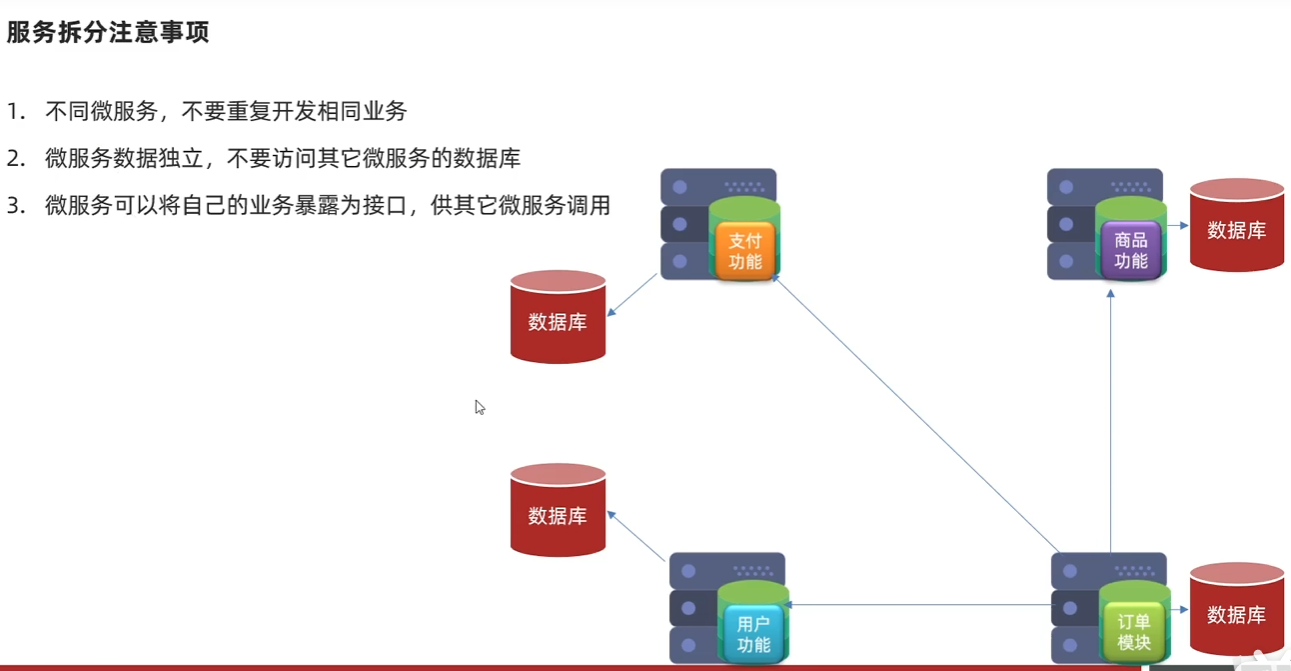 服务拆分注意事项
1. 不同微服务，不要重复开发相同业务
2. 微服务数据独立，不要访问其它微服务的数据库
3. 微服务可以将自己的业务暴露为接口，供其它微服务调用
支付
功能
商品
功能
数据库
数据库
数据库
用户
功能
订单
模块
数据库